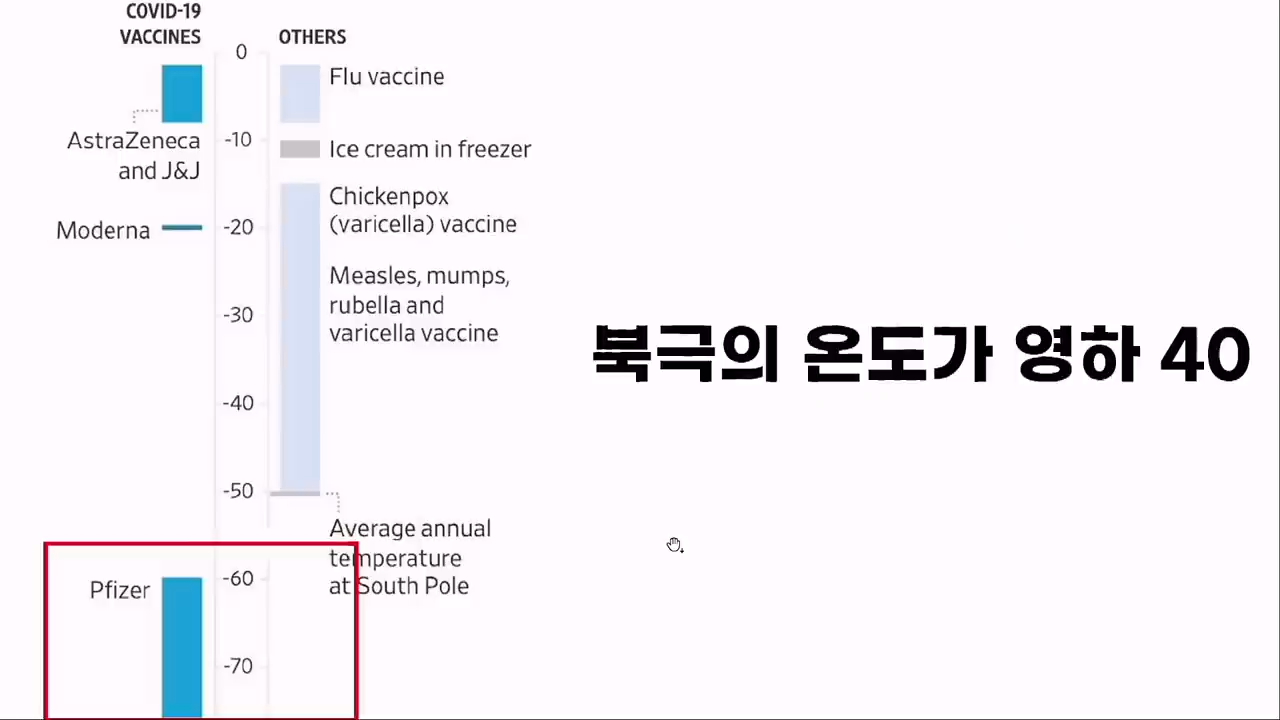 COVID-19
VACCINES
OTHERS
0
Flu vaccine
AstraZeneca
and J&J
-10
Ice cream in freezer
Chickenpox
(varicella) vaccine
Moderna
-20
Measles, mumps,
rubella and
varicella vaccine
-30
북극의 온도가 영하 40
-40
-50
Average annual
temperature
at South Pole
Pfizer
-60
-70